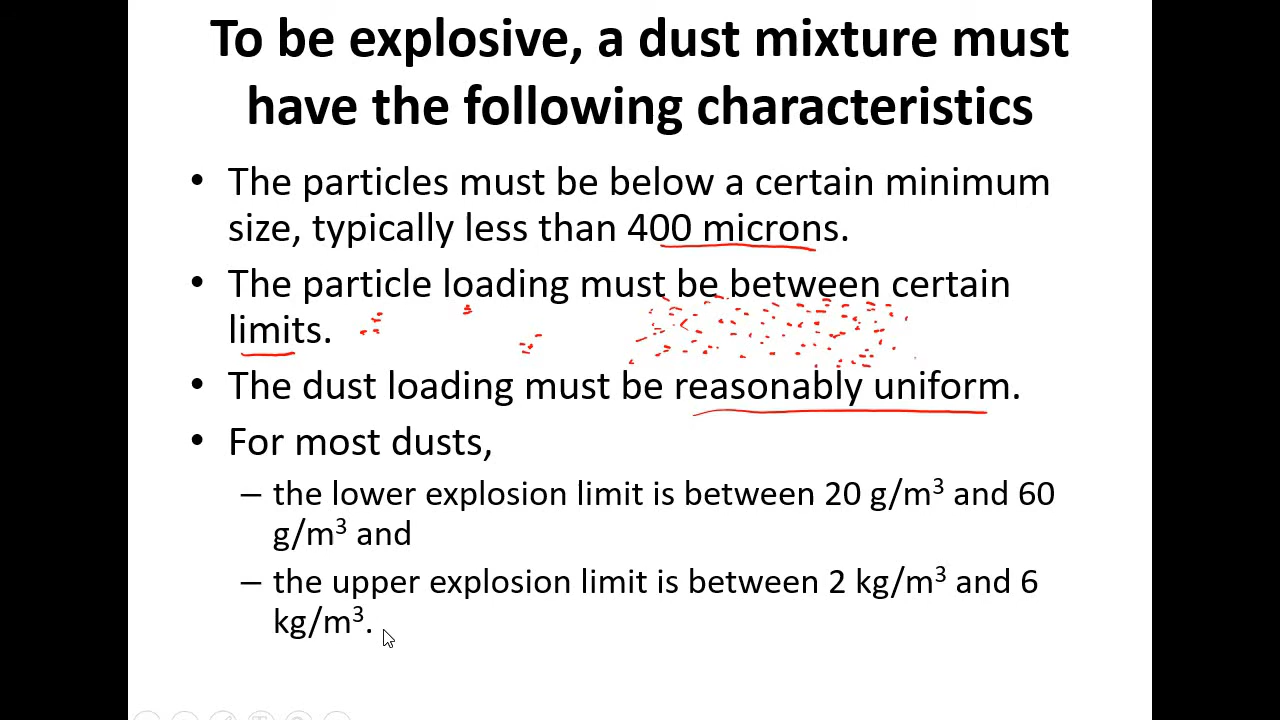 To be explosive, a dust mixture must
have the following characteristics
• The particles must be below a certain minimum
size, typically less than 400 microns.
• The particle loading must be between certain
limits.
• The dust loading must be reasonably uniform.
• For most dusts,
– the lower explosion limit is between 20 g/m³ and 60
g/m³ and
– the upper explosion limit is between 2 kg/m³ and 6
kg/m³.